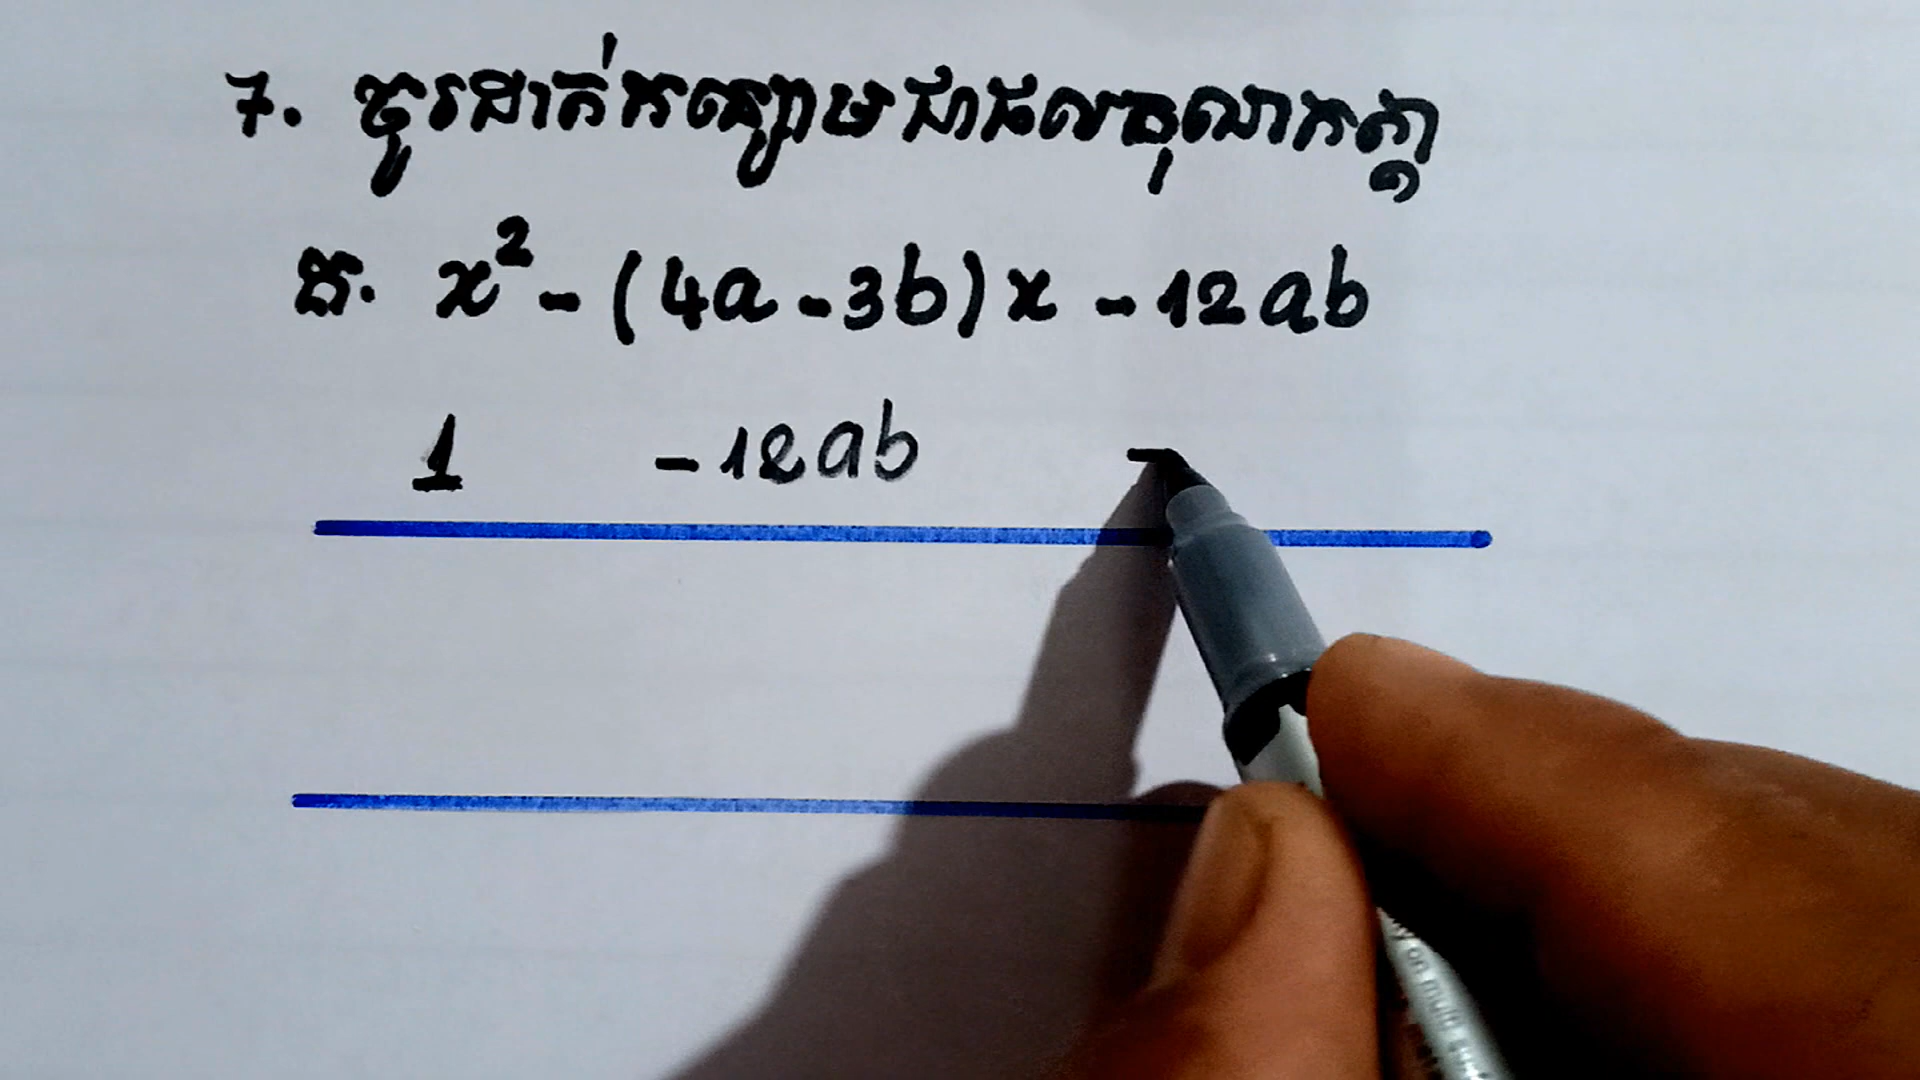 7. ចូរដាក់កន្សោមជាផលគុណកត្តា
គ. x² - (4a - 3b)x - 12ab
1 - 12ab -